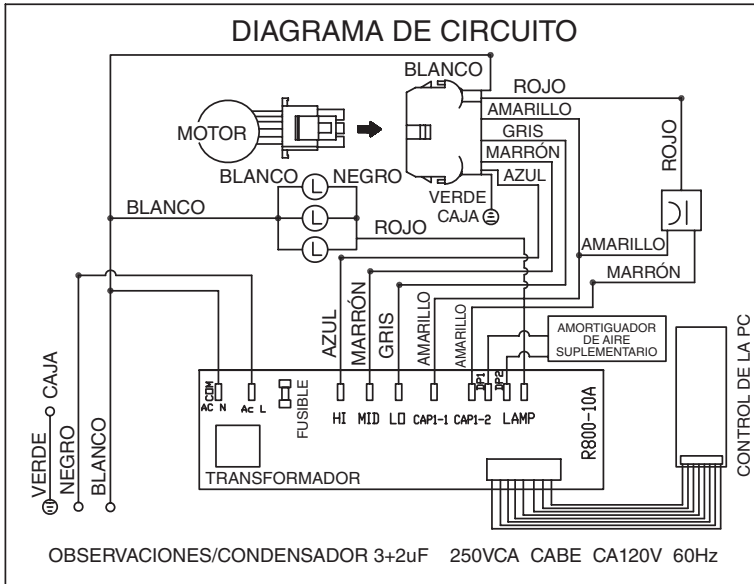 DIAGRAMA DE CIRCUITO
BLANCO
ROJO
AMARILLO
GRIS
MARRÓN
AZUL
MOTOR
VERDE
CAJA
ROJO
BLANCO NEGRO
L
L
L
BLANCO
ROJO
AMARILLO
MARRÓN
AZUL
MARRÓN
GRIS
AMARILLO
AMARILLO
AMORTIGUADOR
DE AIRE
SUPLEMENTARIO
CONTROL DE LA PC
CAJA
VERDE
NEGRO
BLANCO
COM
AC N
Ac L
FUSIBLE
HI MID LO CAP1-1 CAP1-2 LAMP
DP1
DP2
R800-10A
TRANSFORMADOR
OBSERVACIONES/CONDENSADOR 3+2uF 250VCA CABE CA120V 60Hz